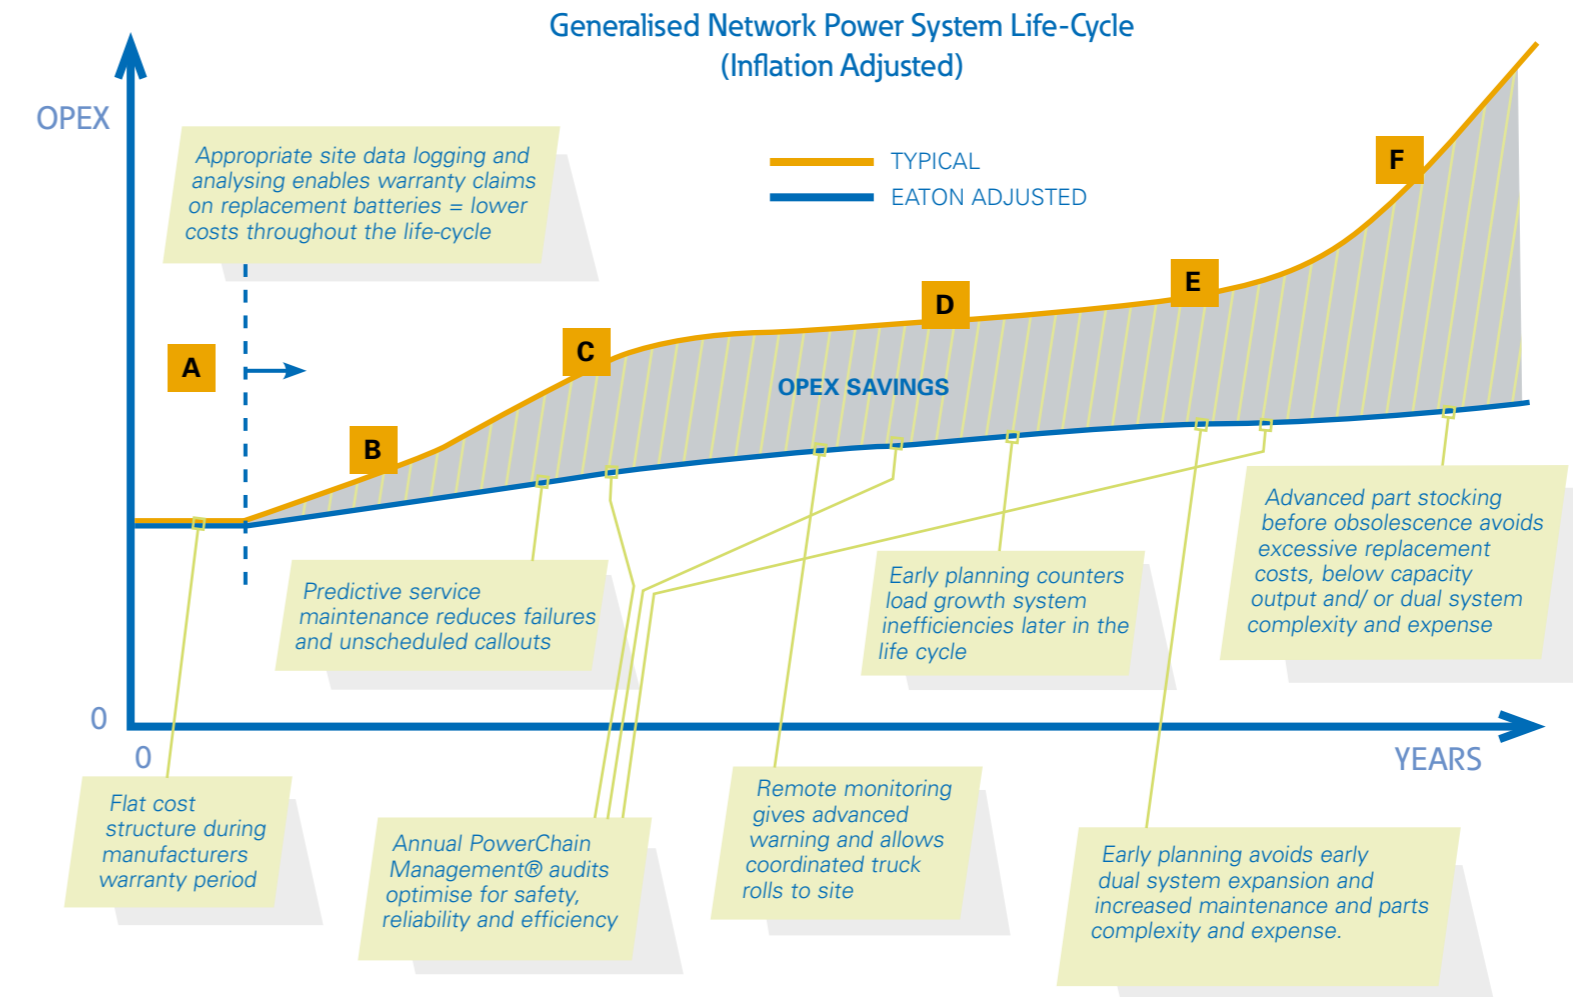 Generalised Network Power System Life-Cycle
(Inflation Adjusted)
OPEX
Appropriate site data logging and
analysing enables warranty claims
on replacement batteries = lower
costs throughout the life-cycle
TYPICAL
EATON ADJUSTED
A
B
C
D
E
F
OPEX SAVINGS
Predictive service
maintenance reduces failures
and unscheduled callouts
Early planning counters
load growth system
inefficiencies later in the
life cycle
Advanced part stocking
before obsolescence avoids
excessive replacement
costs, below capacity
output and/ or dual system
complexity and expense
0
0
YEARS
Flat cost
structure during
manufacturers
warranty period
Annual PowerChain
Management® audits
optimise for safety,
reliability and efficiency
Remote monitoring
gives advanced
warning and allows
coordinated truck
rolls to site
Early planning avoids early
dual system expansion and
increased maintenance and parts
complexity and expense.